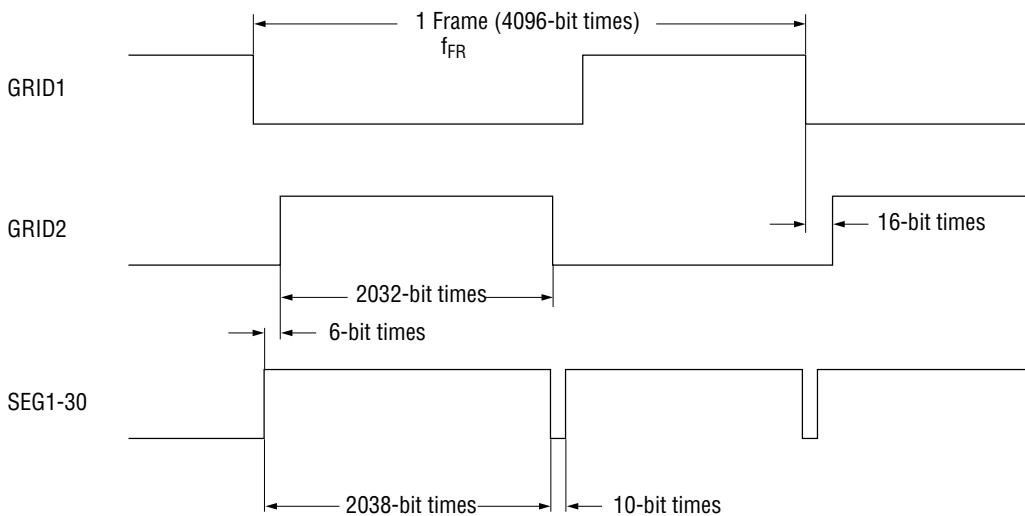 1 Frame (4096-bit times)
fFR
GRID1
GRID2
16-bit times
2032-bit times
6-bit times
SEG1-30
2038-bit times
10-bit times